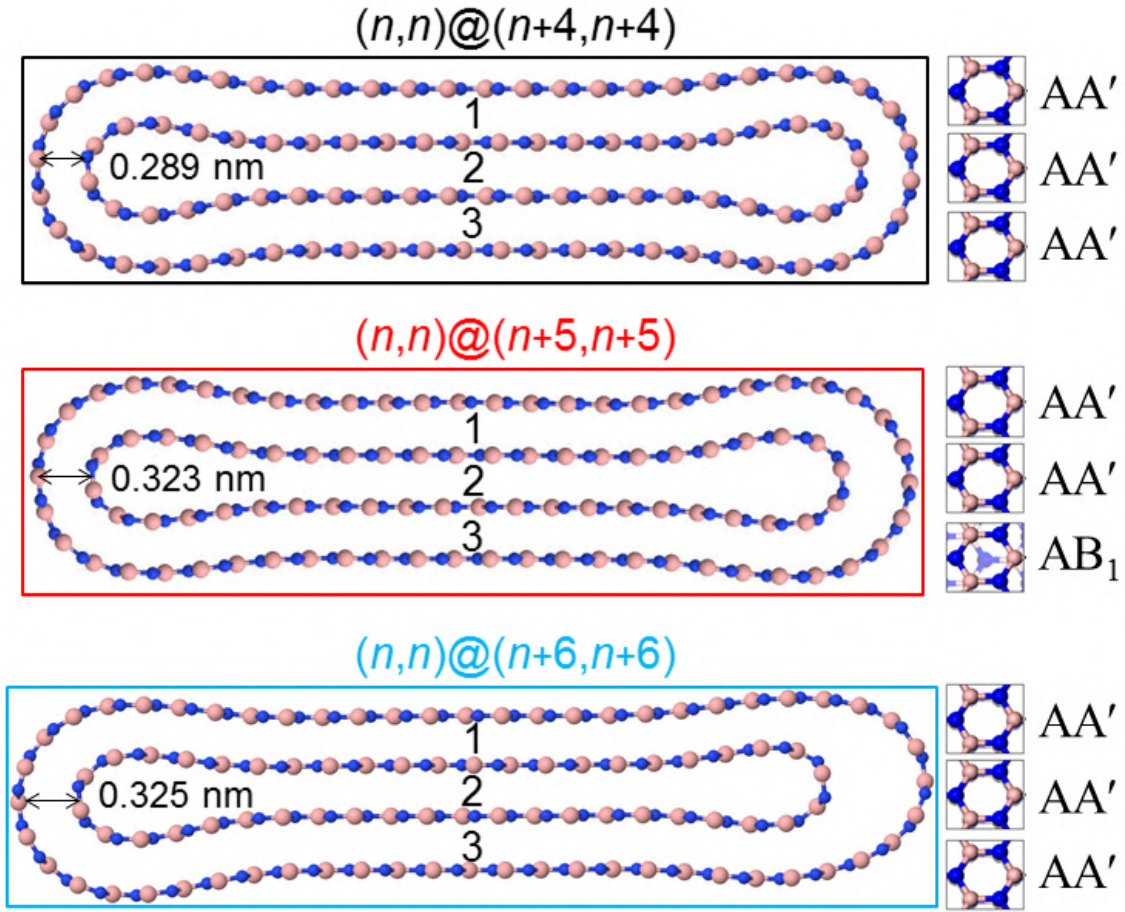 (n,n)@(n+4,n+4)
1
AA′
0.289 nm
2
AA′
3
AA′
(n,n)@(n+5,n+5)
1
AA′
0.323 nm
2
AA′
3
AB₁
(n,n)@(n+6,n+6)
1
AA′
0.325 nm
2
AA′
3
AA′